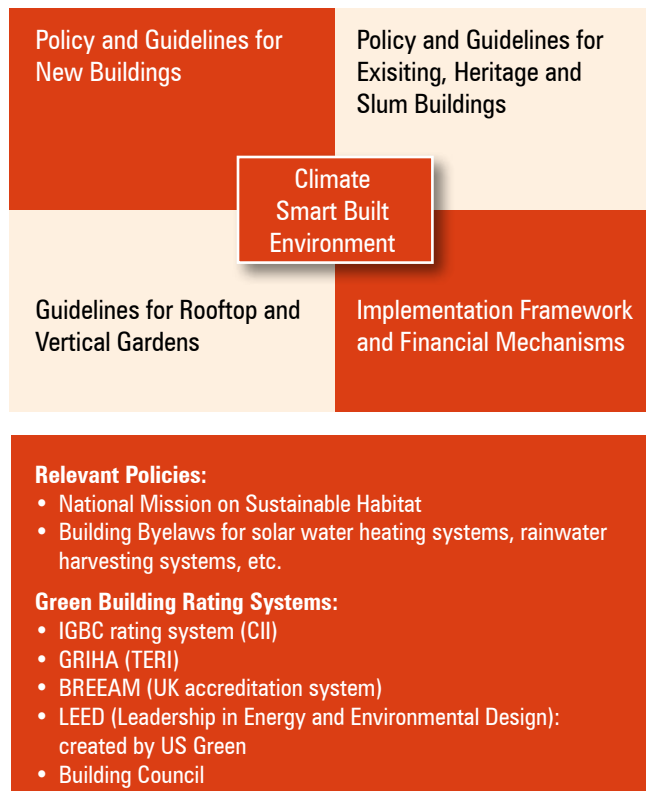 Policy and Guidelines for
New Buildings
Policy and Guidelines for
Exisiting, Heritage and
Slum Buildings
Climate
Smart Built
Environment
Guidelines for Rooftop and
Vertical Gardens
Implementation Framework
and Financial Mechanisms
Relevant Policies:
• National Mission on Sustainable Habitat
• Building Byelaws for solar water heating systems, rainwater
harvesting systems, etc.
Green Building Rating Systems:
• IGBC rating system (CII)
• GRIHA (TERI)
• BREEAM (UK accreditation system)
• LEED (Leadership in Energy and Environmental Design):
created by US Green
• Building Council